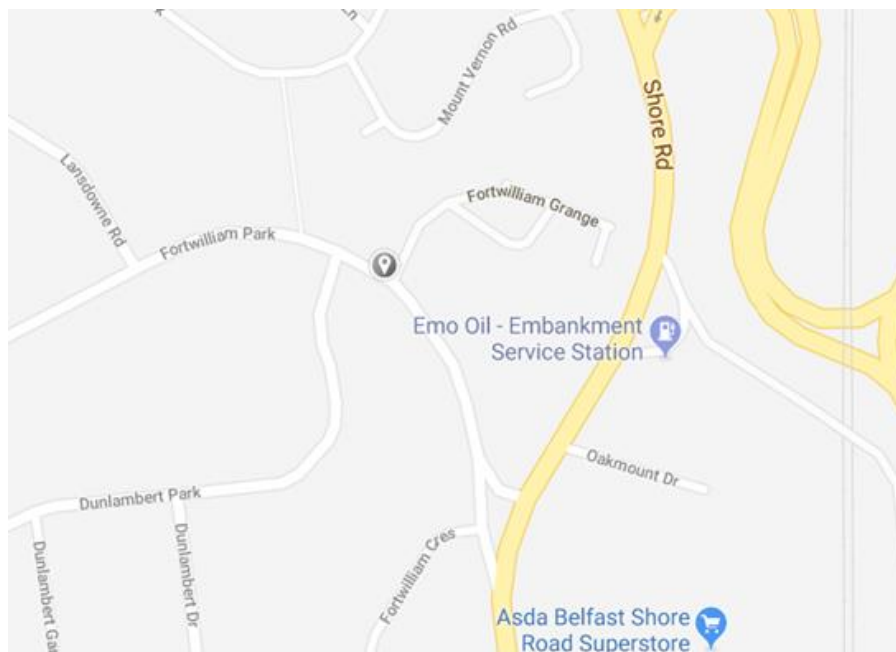 Ln
Mount Vernon Rd
Shore Rd
Lansdowne Rd
Fortwilliam Park
Fortwilliam Grange
Emo Oil - Embankment
Service Station
Oakmount Dr
Dunlambert Park
Dunlambert Dr
Fortwilliam Cres
Asda Belfast Shore
Road Superstore